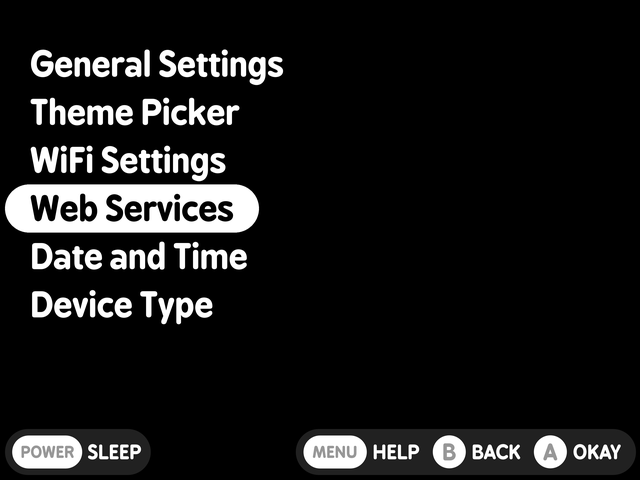 General Settings
Theme Picker
WiFi Settings
Web Services
Date and Time
Device Type
POWER SLEEP MENU HELP B BACK A OKAY